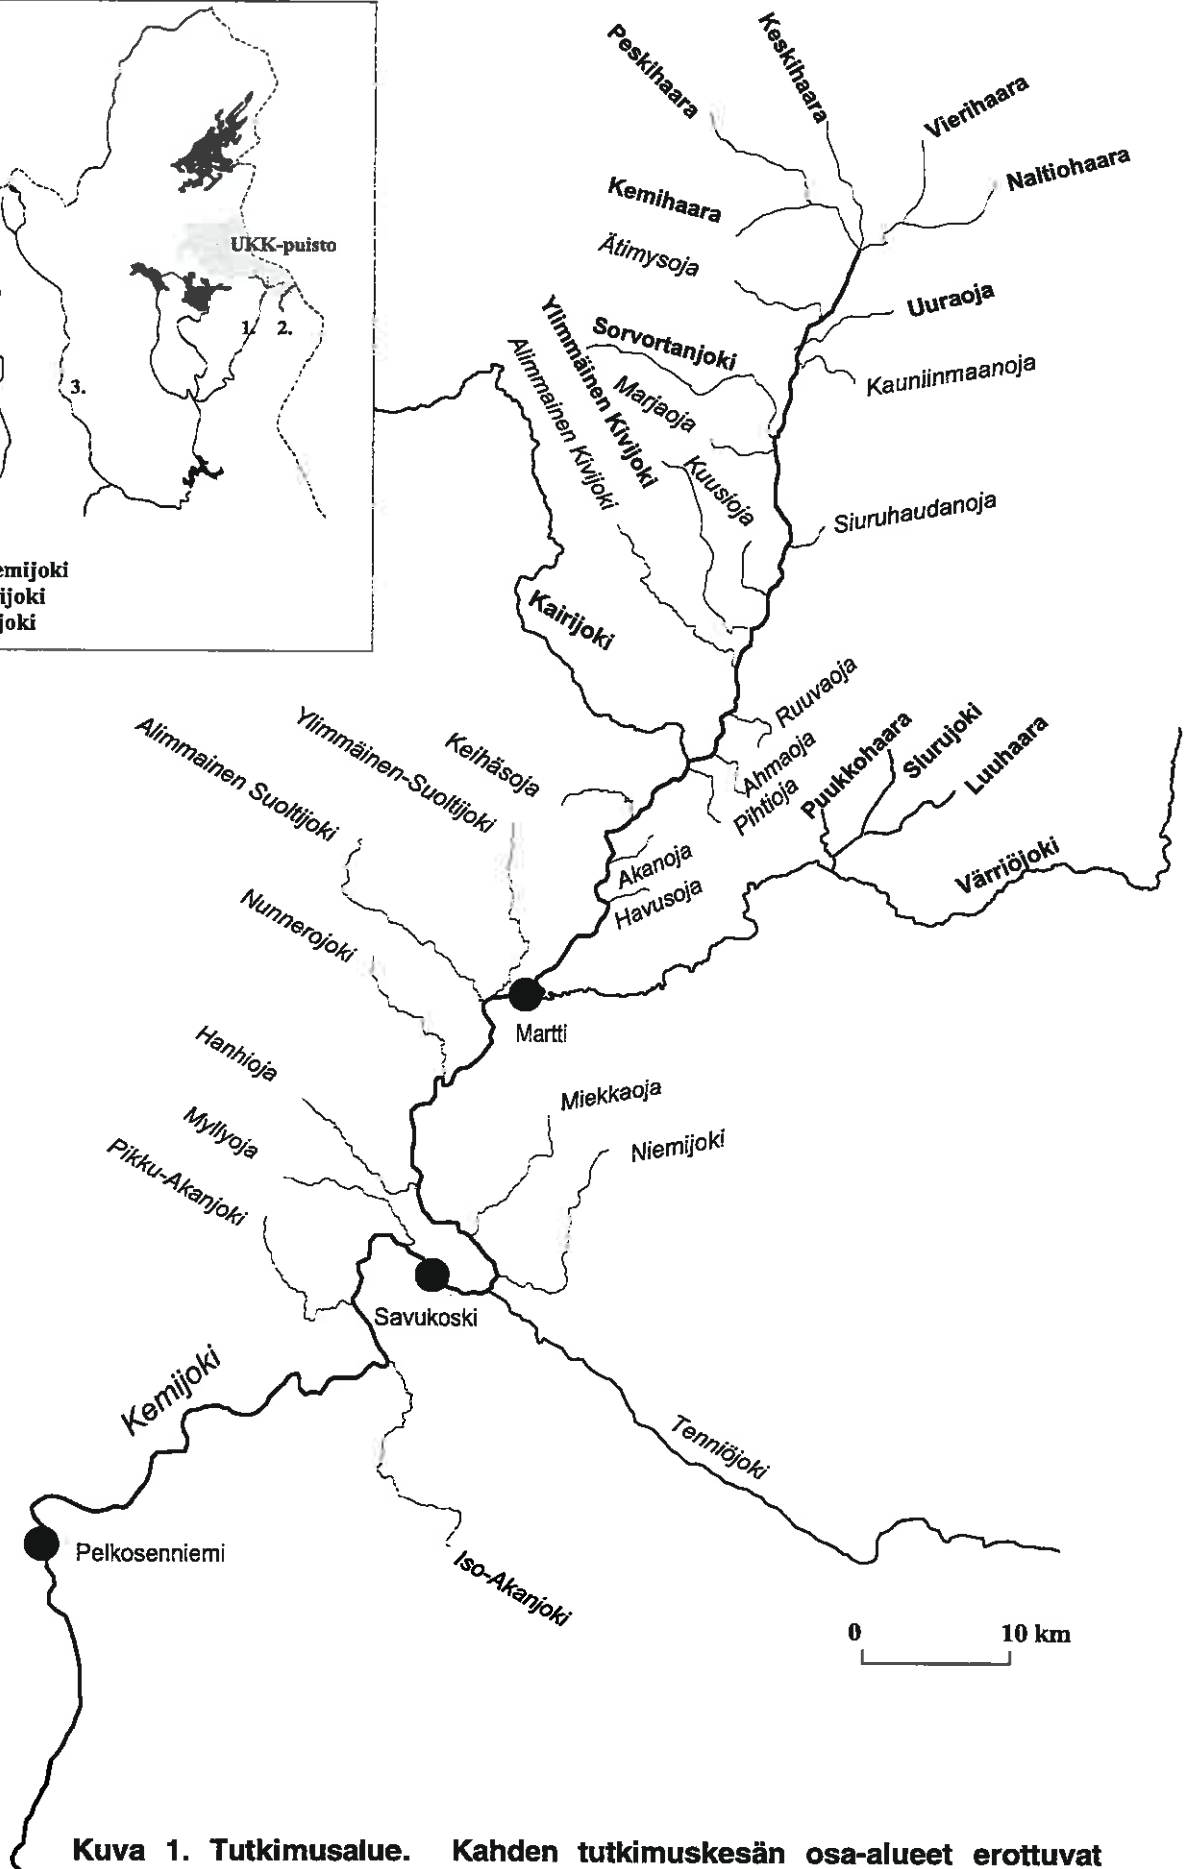 Peskihaara
Keskihaara
Vierihaara
Naltiohaara
Kemihaara
Ätimysoja
UKK-puisto
1.
2.
3.
Uuraoja
Sorvortanjoki
Kauniinmaanoja
Ylimmäinen Kivijoki
Alimmainen Kivijoki
Marjaoja
Kuusioja
Siuruhaudanoja
emijoki
ijoki
joki
Kairijoki
Ruuvaoja
Ahmaoja
Pihtioja
Puukkohaara
Siurujoki
Luuhaara
Värriöjoki
Alimmainen Suoltijoki
Ylimmäinen-Suoltijoki
Keihäsoja
Akanoja
Havusoja
Nunnerojoki
Martti
Hanhioja
Miekkaoja
Myllyoja
Niemijoki
Pikku-Akanjoki
Savukoski
Kemijoki
Tenniöjoki
Pelkosenniemi
Iso-Akanjoki
0 10 km
Kuva 1. Tutkimusalue. Kahden tutkimuskesän osa-alueet erottuvat